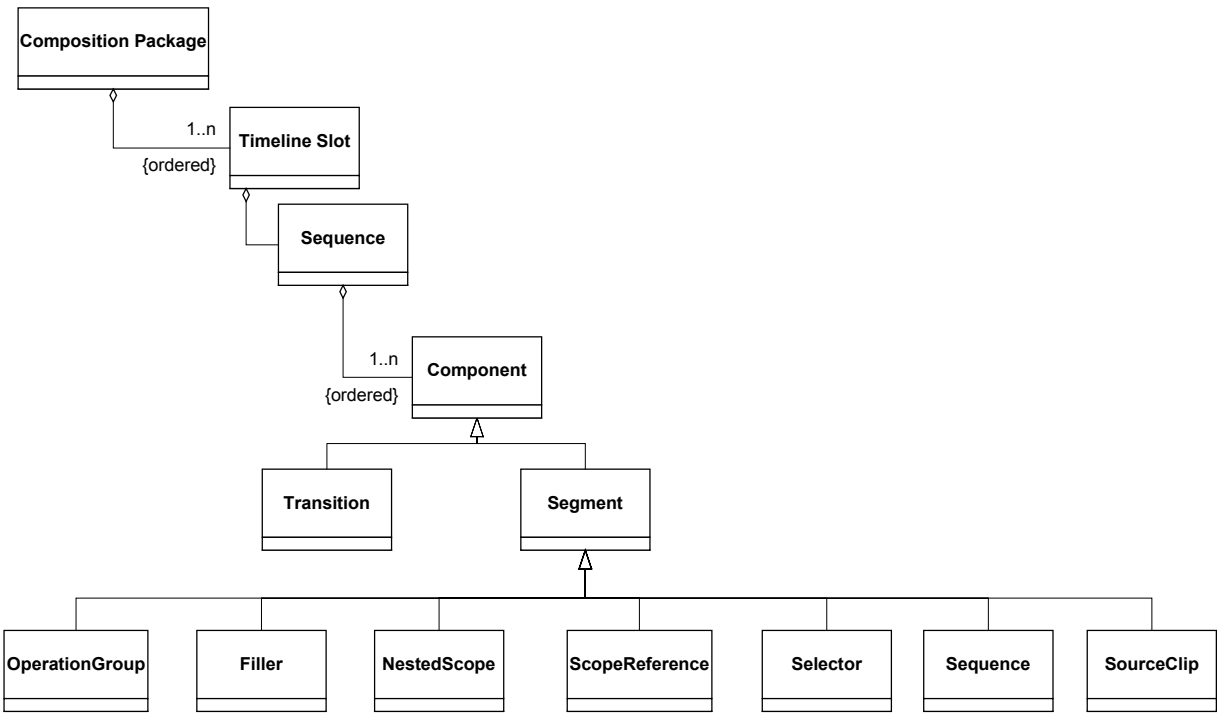 Composition Package
1..n
Timeline Slot
{ordered}
Sequence
1..n
Component
{ordered}
Transition
Segment
OperationGroup
Filler
NestedScope
ScopeReference
Selector
Sequence
SourceClip